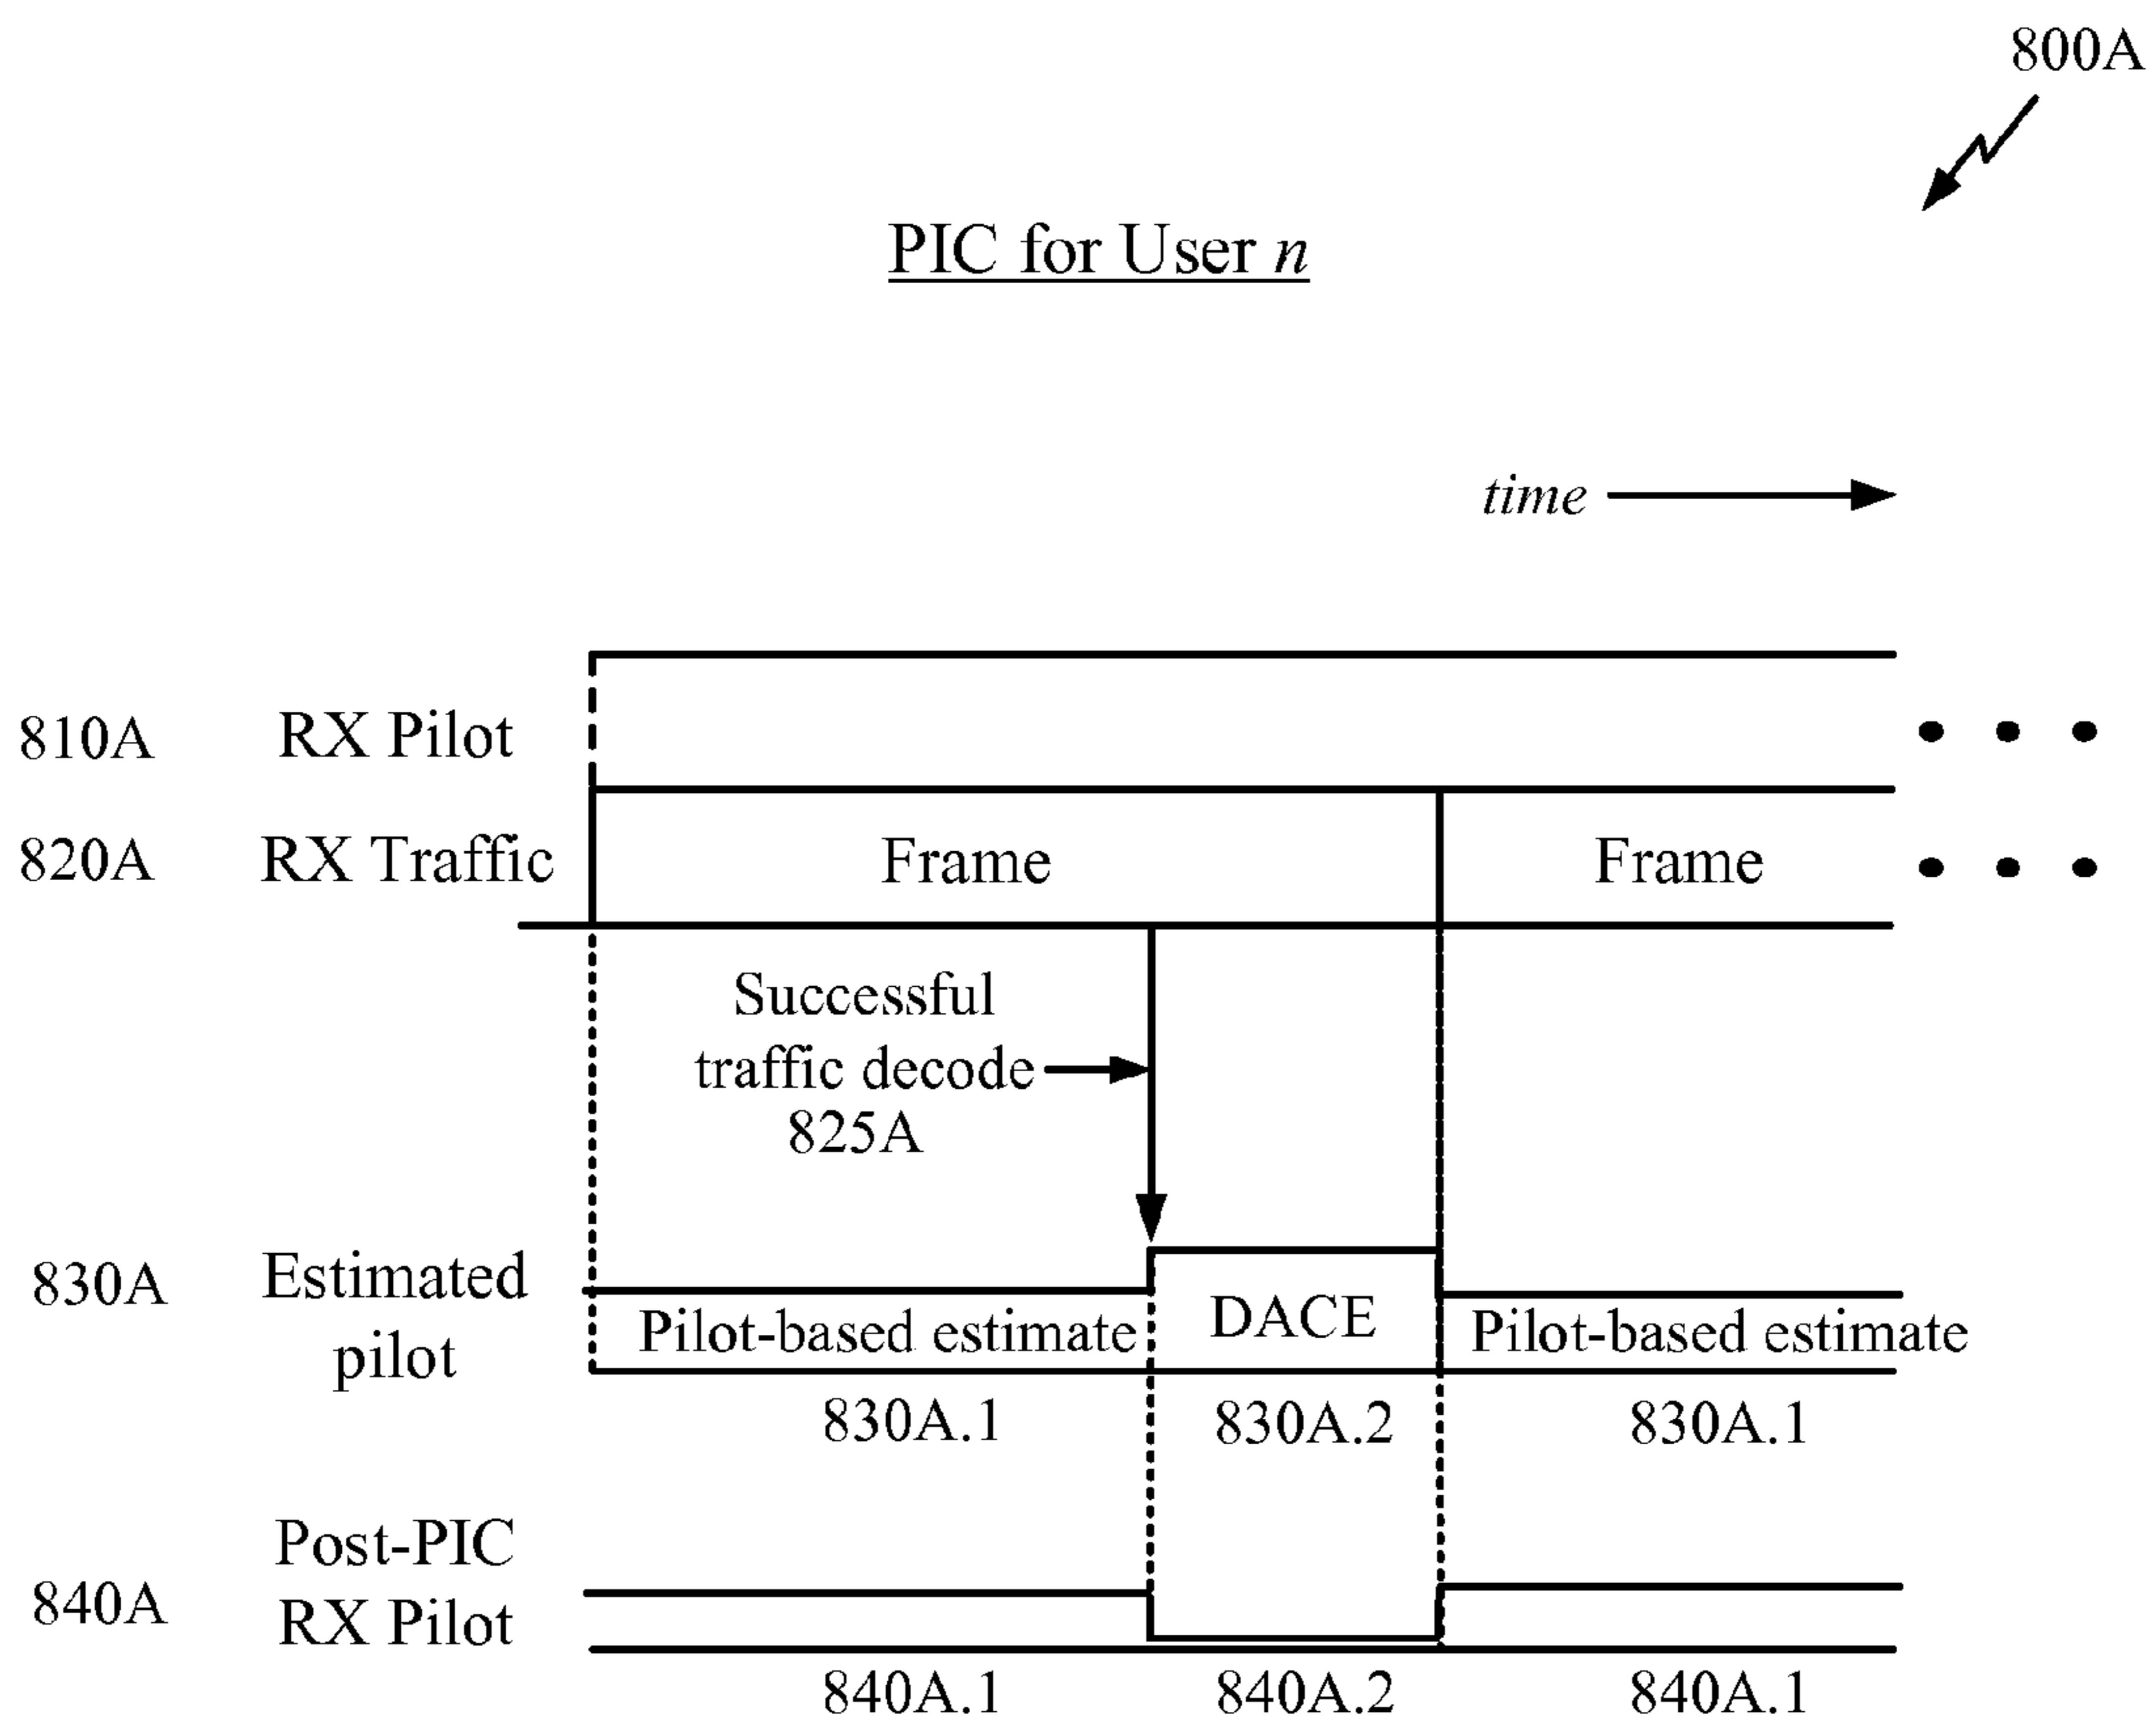 800A
PIC for User n
time
810A RX Pilot
820A RX Traffic Frame Frame
Successful
traffic decode
825A
830A Estimated
pilot
Pilot-based estimate DACE Pilot-based estimate
830A.1 830A.2 830A.1
840A Post-PIC
RX Pilot
840A.1 840A.2 840A.1